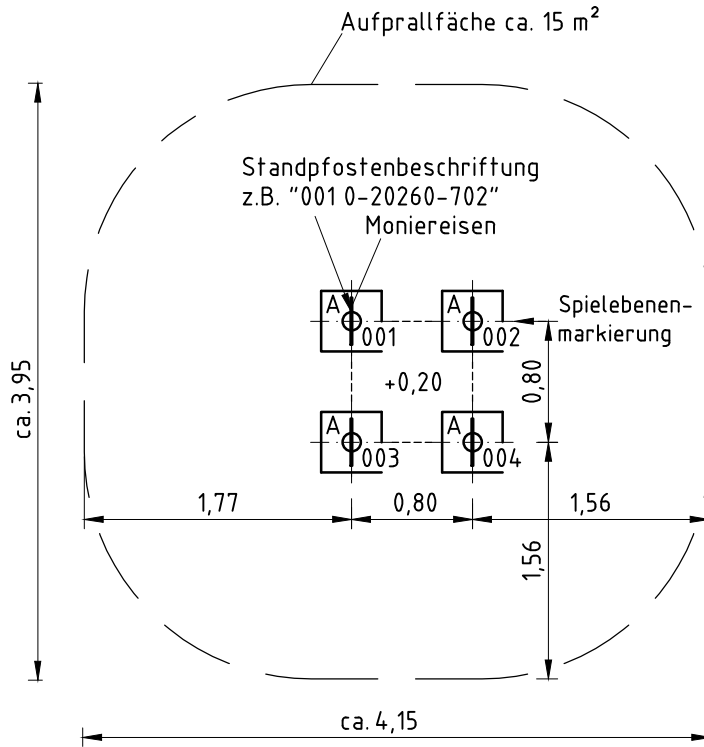 Aufprallfäche ca. 15 m²
Standpfostenbeschriftung
z.B. "001 0-20260-702"
Moniereisen
A
001
A
002
Spielebenen-
markierung
ca. 3,95
+0,20
0,80
A
003
A
004
1,77
0,80
1,56
1,56
ca. 4,15